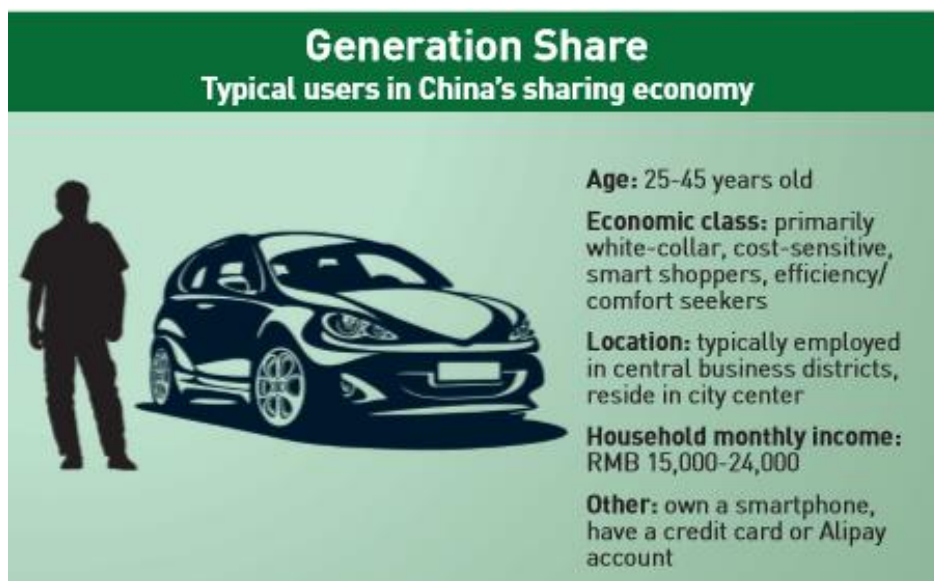 Generation Share
Typical users in China's sharing economy
Age: 25-45 years old
Economic class: primarily
white-collar, cost-sensitive,
smart shoppers, efficiency/
comfort seekers
Location: typically employed
in central business districts,
reside in city center
Household monthly income:
RMB 15,000-24,000
Other: own a smartphone,
have a credit card or Alipay
account